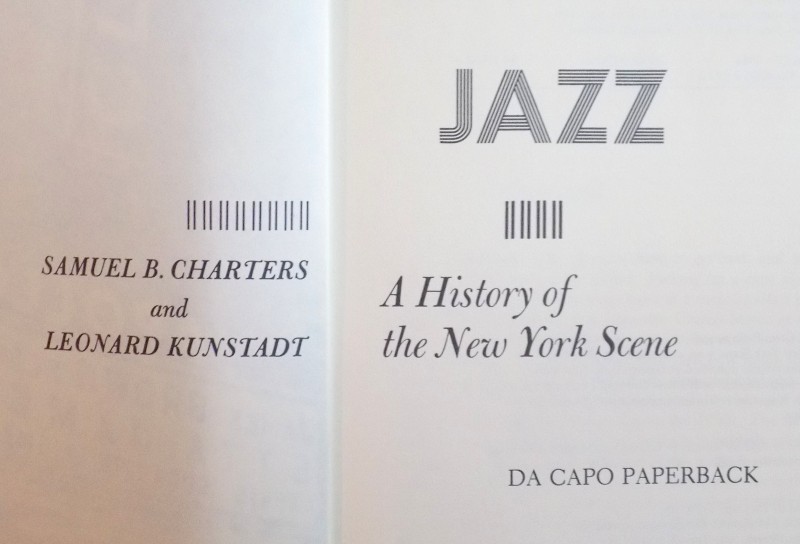 SAMUEL B. CHARTERS
and
LEONARD KUNSTADT
JAZZ
A History of
the New York Scene
DA CAPO PAPERBACK